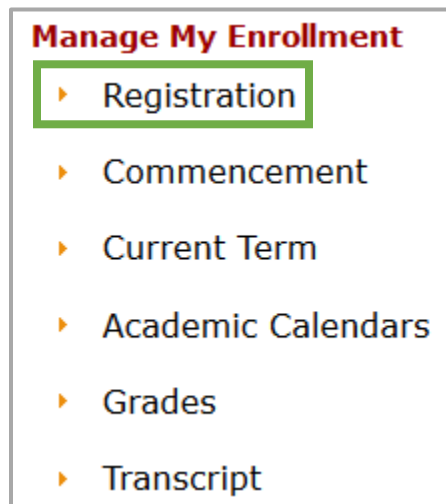 Manage My Enrollment
Registration
Commencement
Current Term
Academic Calendars
Grades
Transcript